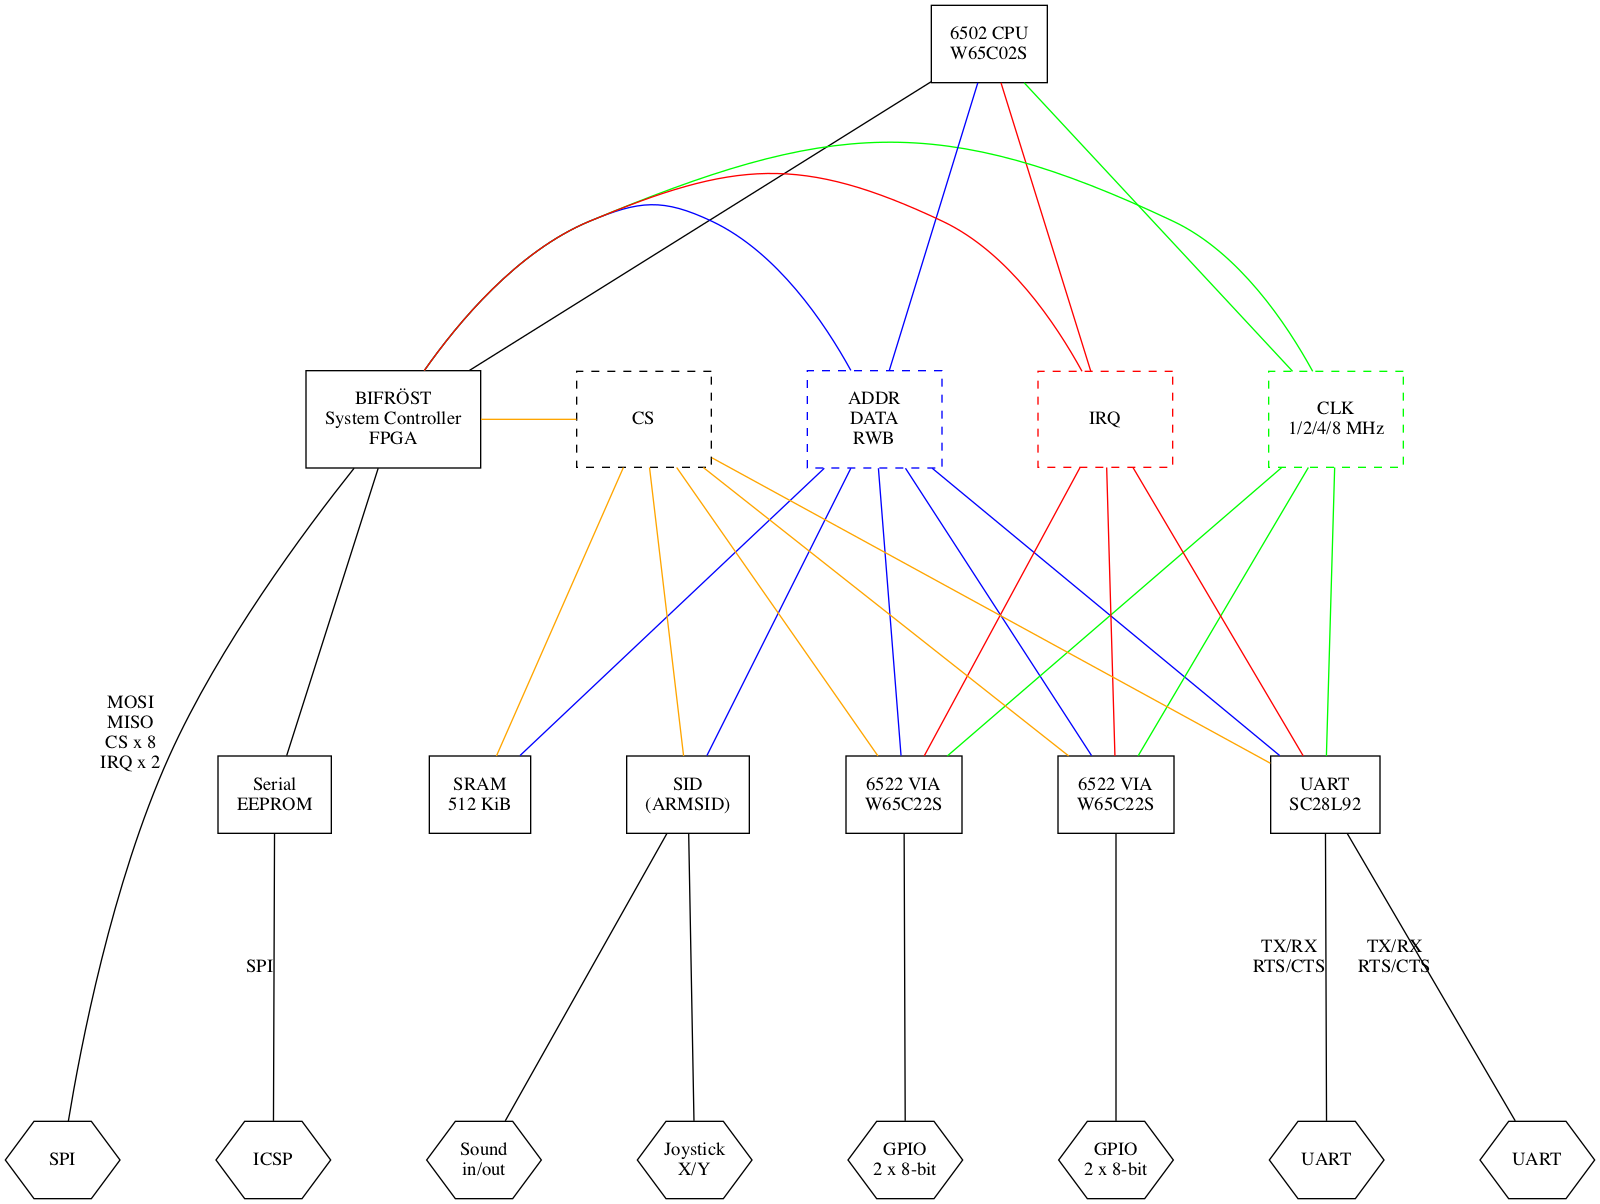 6502 CPU
W65C02S
BIFRÖST
System Controller
FPGA
CS
ADDR
DATA
RWB
IRQ
CLK
1/2/4/8 MHz
MOSI
MISO
CS x 8
IRQ x 2
Serial
EEPROM
SRAM
512 KiB
SID
(ARMSID)
6522 VIA
W65C22S
6522 VIA
W65C22S
UART
SC28L92
SPI
TX/RX
RTS/CTS
TX/RX
RTS/CTS
SPI
ICSP
Sound
in/out
Joystick
X/Y
GPIO
2 x 8-bit
GPIO
2 x 8-bit
UART
UART